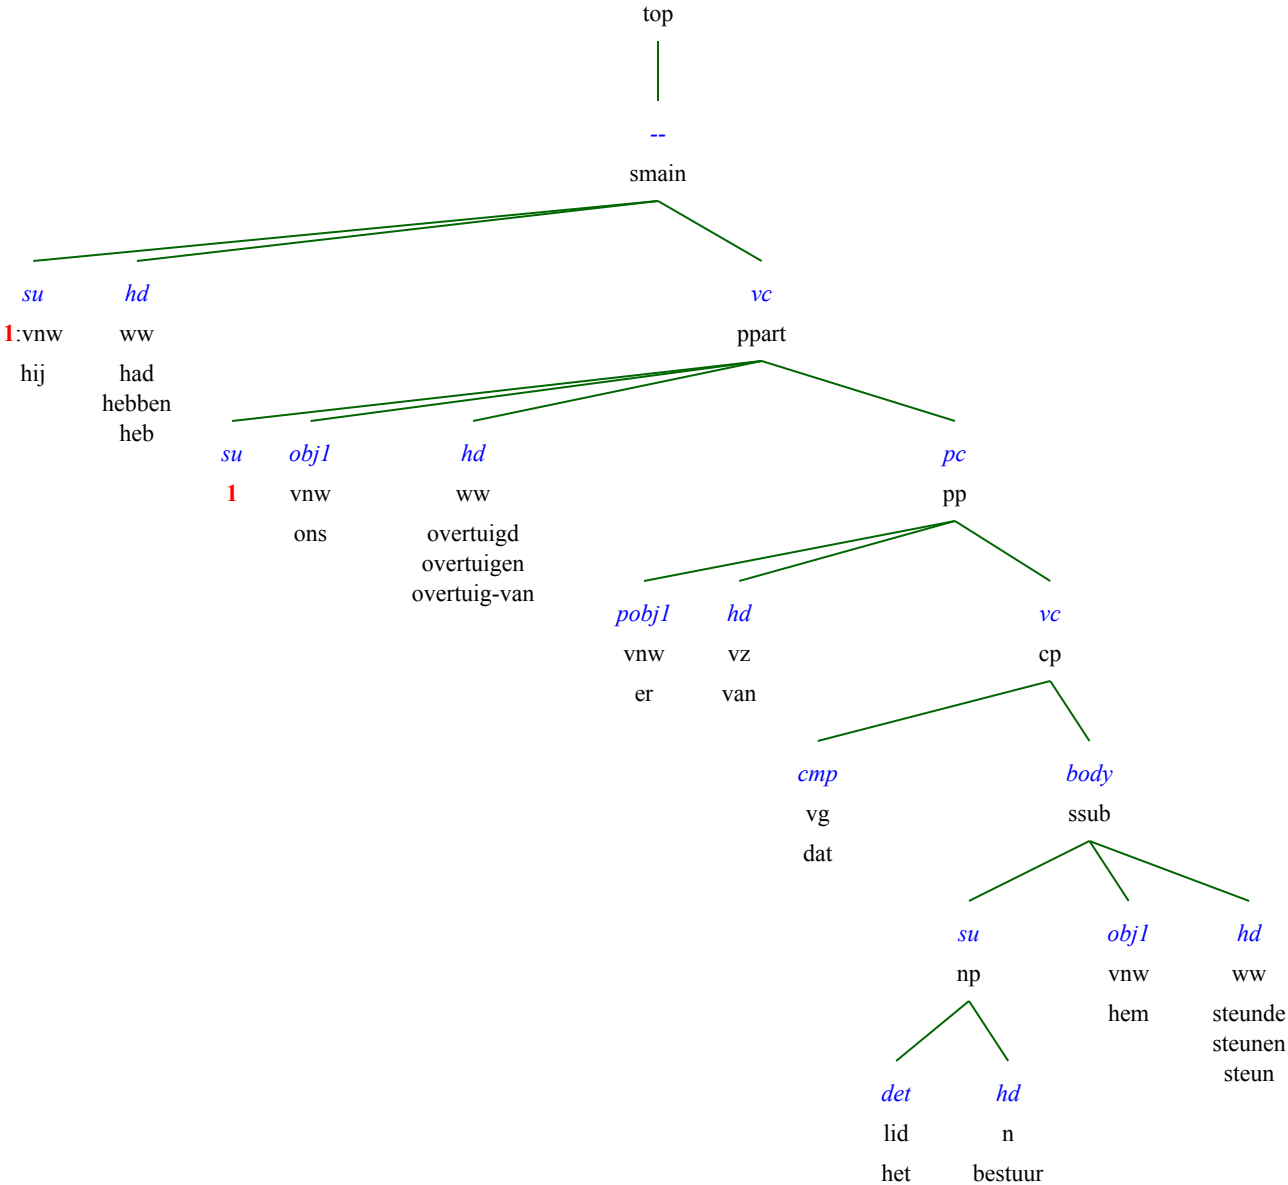 top
--
smain
su hd vc
1:vnw ww ppart
hij had
hebben
heb
su obj1 hd pc
1 vnw ww pp
ons overtuigd
overtuigen
overtuig-van
pobj1 hd vc
vnw vz cp
er van
cmp body
vg ssub
dat
su obj1 hd
np vnw ww
hem steunde
steunen
steun
det hd
lid n
het bestuur